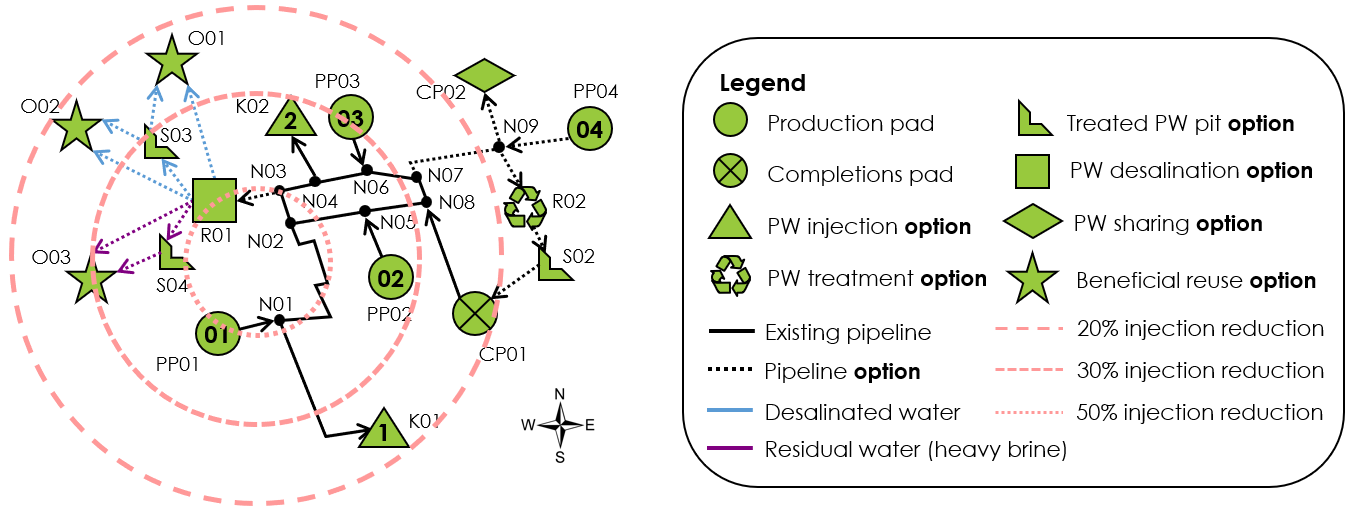 O01
O02
PP03
K02
2
03
CP02
PP04
04
S03
N09
N03
N06
N07
N04
R01
N05
N08
R02
N02
O03
S04
02
S02
N01
PP02
01
PP01
CP01
K01
1
N
W E
S
Legend
Production pad
Completions pad
PW injection option
PW treatment option
Existing pipeline
Pipeline option
Desalinated water
Residual water (heavy brine)
Treated PW pit option
PW desalination option
PW sharing option
Beneficial reuse option
20% injection reduction
30% injection reduction
50% injection reduction